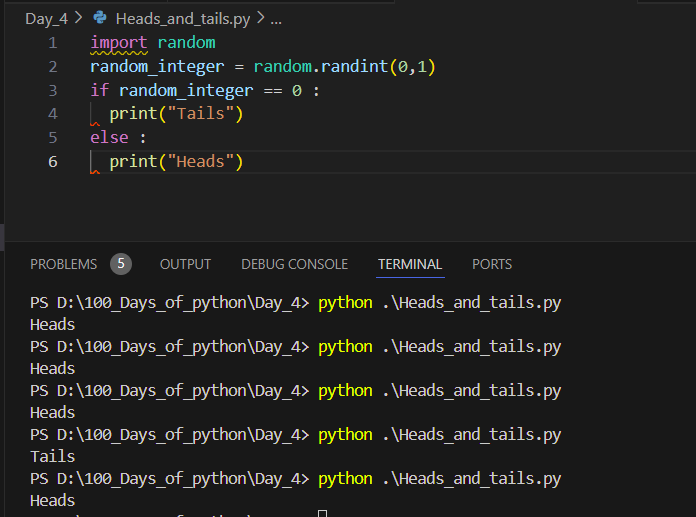 Day_4 > Heads_and_tails.py > ...
1 import random
2 random_integer = random.randint(0,1)
3 if random_integer == 0 :
4 print("Tails")
5 else :
6 print("Heads")
PROBLEMS 5 OUTPUT DEBUG CONSOLE TERMINAL PORTS
PS D:\100_Days_of_python\Day_4> python .\Heads_and_tails.py
Heads
PS D:\100_Days_of_python\Day_4> python .\Heads_and_tails.py
Heads
PS D:\100_Days_of_python\Day_4> python .\Heads_and_tails.py
Heads
PS D:\100_Days_of_python\Day_4> python .\Heads_and_tails.py
Tails
PS D:\100_Days_of_python\Day_4> python .\Heads_and_tails.py
Heads